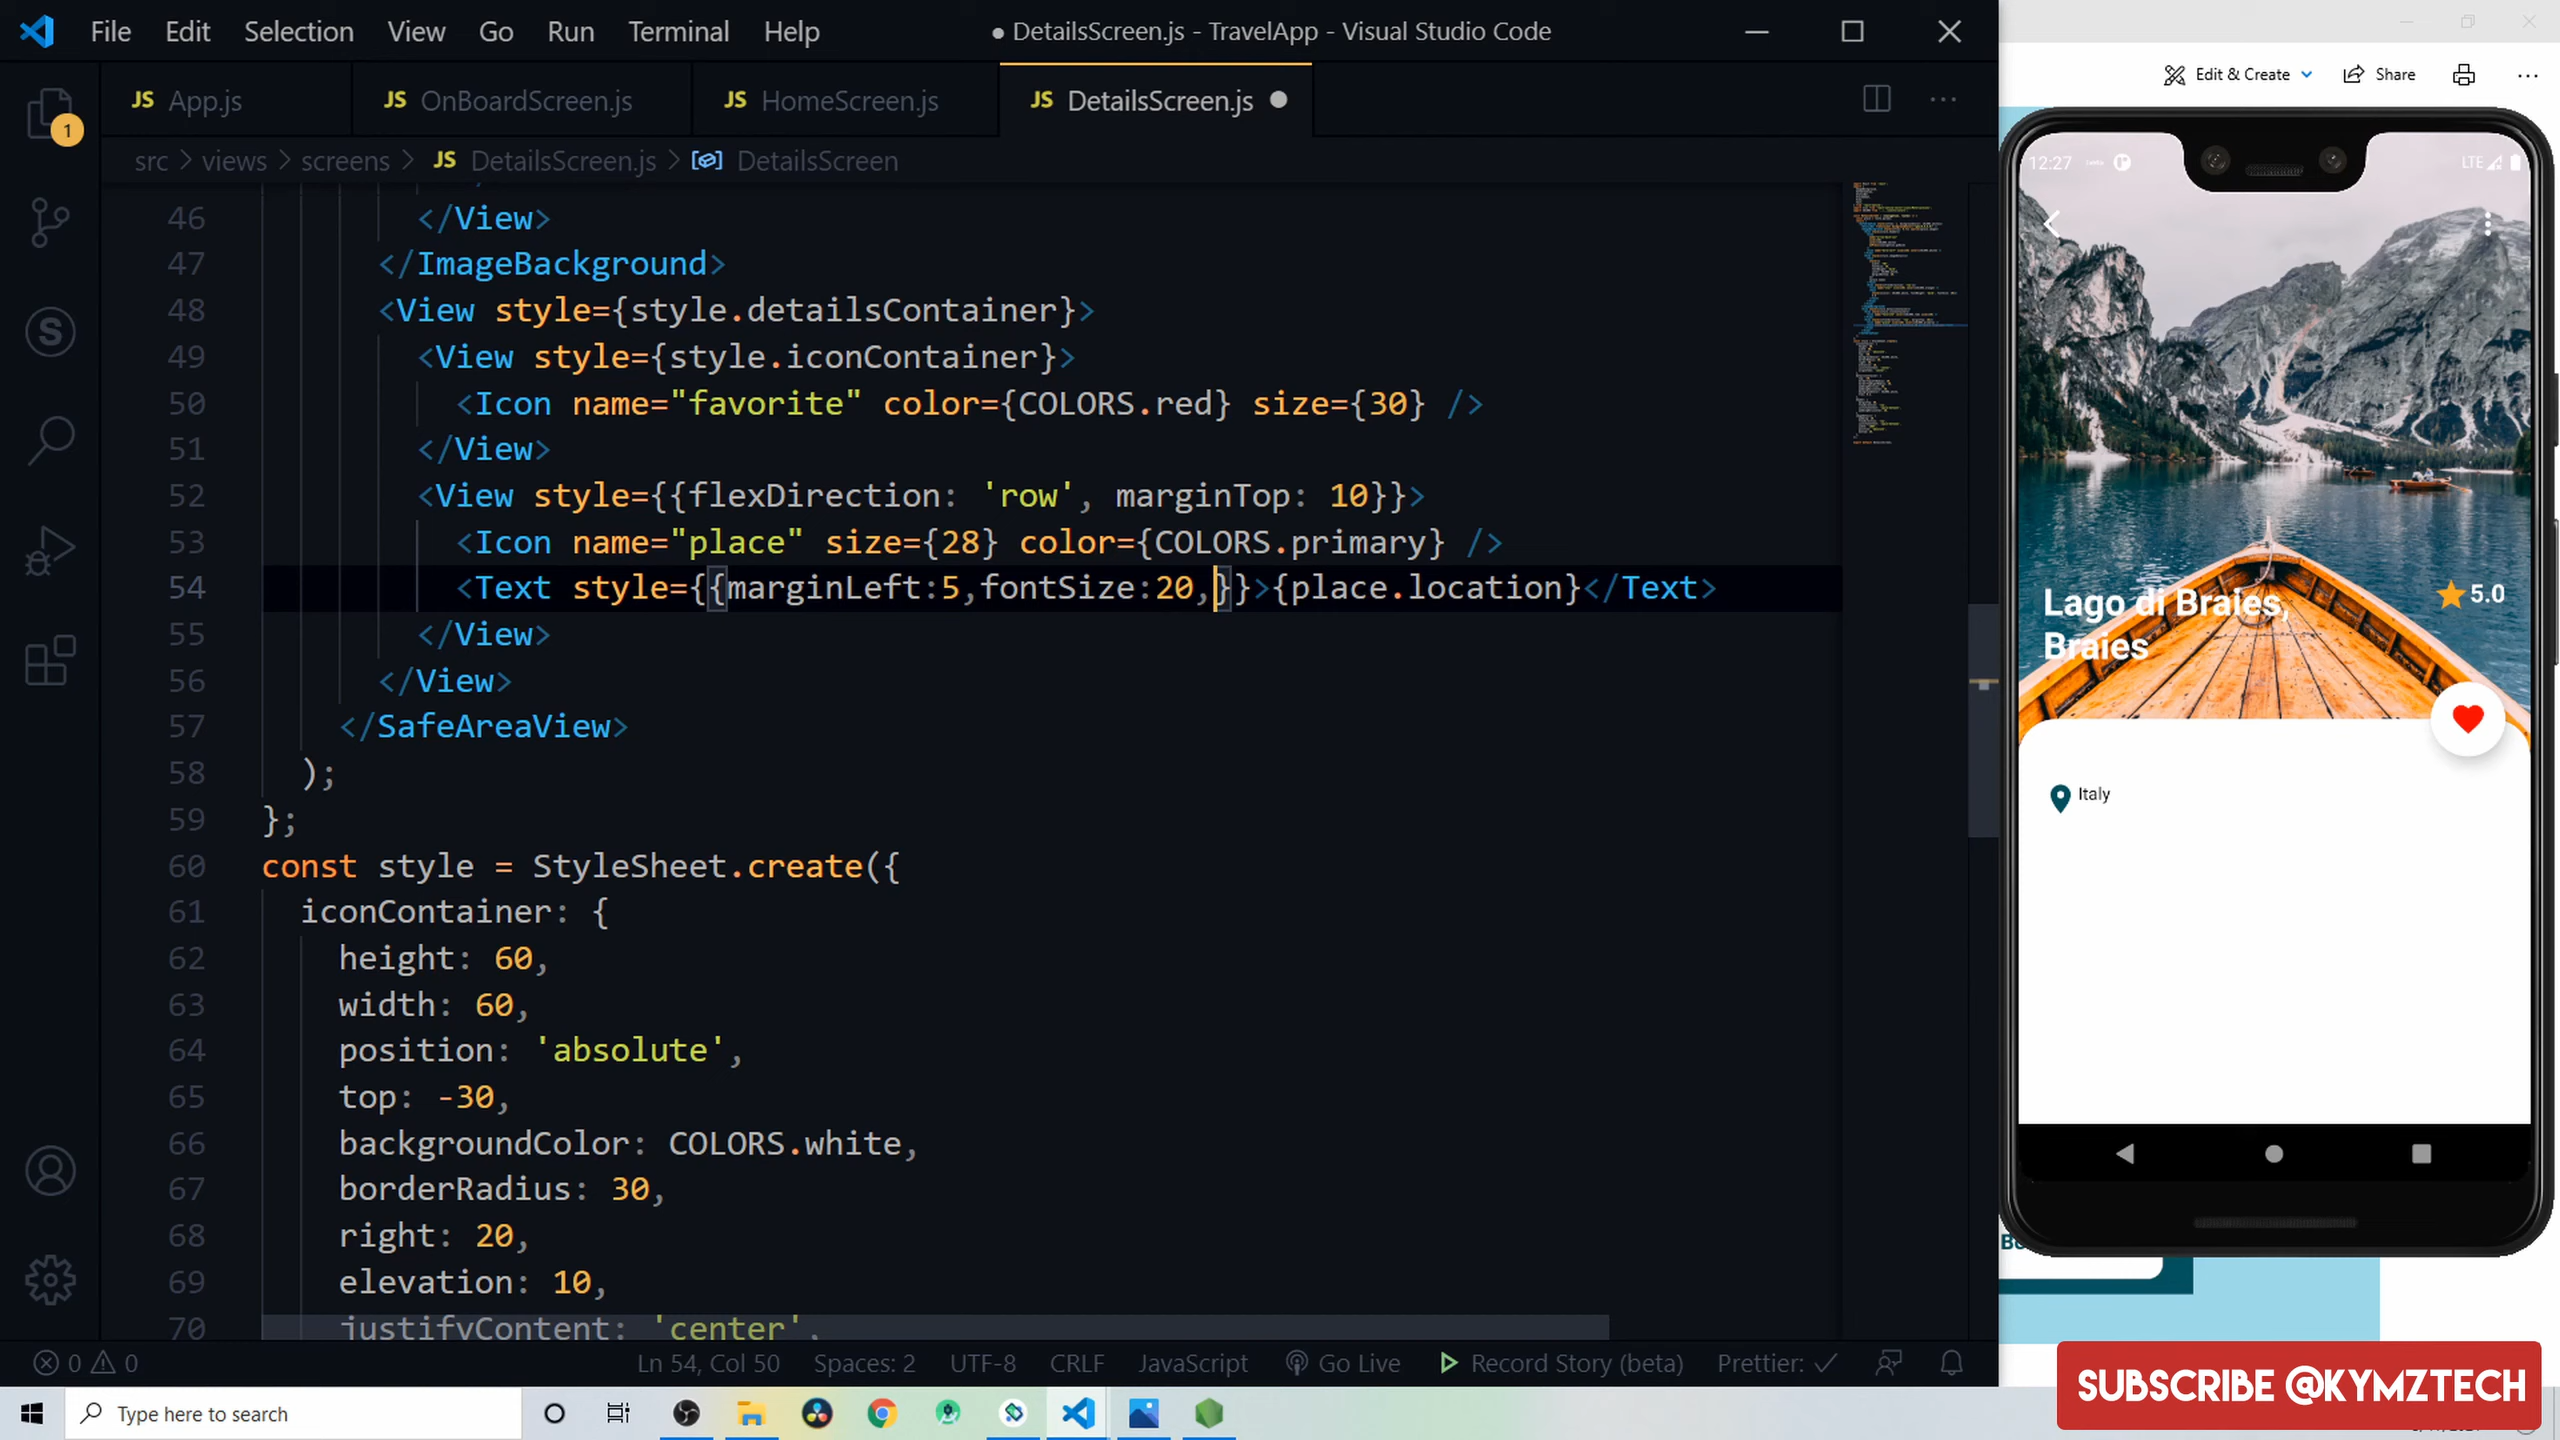 File Edit Selection View Go Run Terminal Help
● DetailsScreen.js - TravelApp - Visual Studio Code
JS App.js
JS OnBoardScreen.js
JS HomeScreen.js
JS DetailsScreen.js ●
src > views > screens > JS DetailsScreen.js > DetailsScreen
1
46 </View>
47 </ImageBackground>
48 <View style={style.detailsContainer}>
49 <View style={style.iconContainer}>
50 <Icon name="favorite" color={COLORS.red} size={30} />
51 </View>
52 <View style={{flexDirection: 'row', marginTop: 10}}>
53 <Icon name="place" size={28} color={COLORS.primary} />
54 <Text style={{marginLeft:5,fontSize:20,}}>{place.location}</Text>
55 </View>
56 </View>
57 </SafeAreaView>
58 );
59 };
60 const style = StyleSheet.create({
61 iconContainer: {
62 height: 60,
63 width: 60,
64 position: 'absolute',
65 top: -30,
66 backgroundColor: COLORS.white,
67 borderRadius: 30,
68 right: 20,
69 elevation: 10,
70 justifyContent: 'center',
0 0
Ln 54, Col 50 Spaces: 2 UTF-8 CRLF JavaScript Go Live Record Story (beta) Prettier: ✓
Type here to search
Edit & Create Share
12:27
LTE
Lago di Braies,
Braies
5.0
Italy
SUBSCRIBE @KYMZTECH